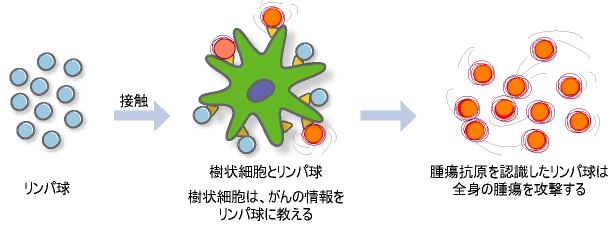 接触
リンパ球
樹状細胞とリンパ球
樹状細胞は、がんの情報を
リンパ球に教える
腫瘍抗原を認識したリンパ球は
全身の腫瘍を攻撃する